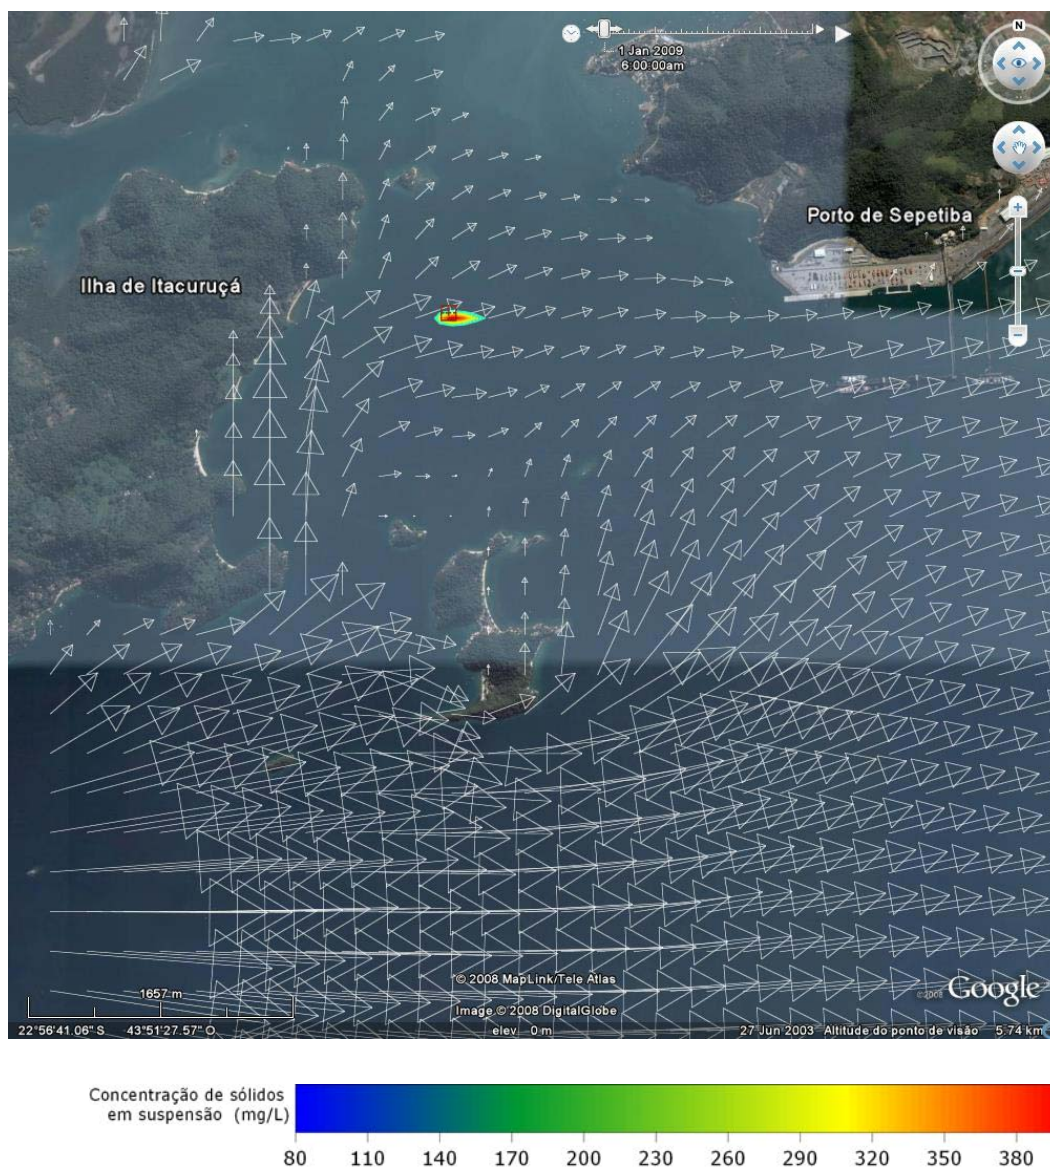 N
1 Jan 2009
6:00:00am
Porto de Sepetiba
Ilha de Itacuruçá
1657 m
© 2008 MapLink/Tele Atlas
Image © 2008 DigitalGlobe
©2008 Google
22°56'41.06" S 43°51'27.57" O elev 0 m 27 Jun 2003 Altitude do ponto de visão 5.74 km
Concentração de sólidos
em suspensão (mg/L)
80 110 140 170 200 230 260 290 320 350 380